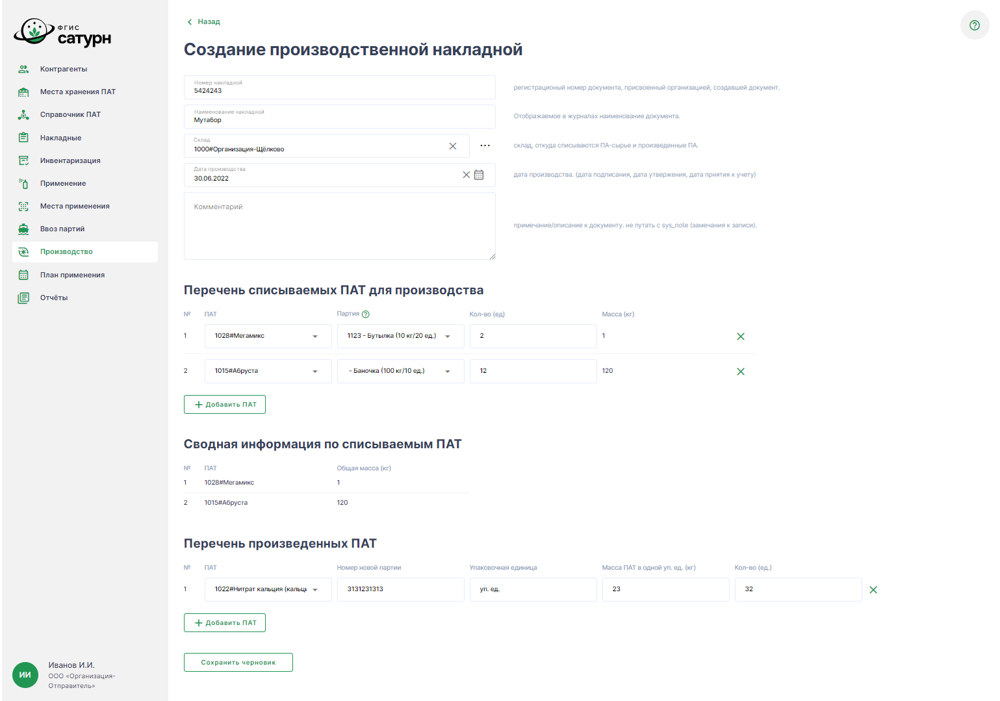 ФГИС
сатурн
Контрагенты
Места хранения ПАТ
Справочник ПАТ
Накладные
Инвентаризация
Применение
Места применения
Ввоз партий
Производство
План применения
Отчёты
ИИ
Иванов И.И.
ООО «Организация-
Отправитель»
Назад
Создание производственной накладной
Номер накладной
5424243
регистрационый номер документа, присвоенный организацией, создавшей документ.
Наименование накладной
Мутабор
Отображаемое в журналах наименование документа.
Склад
1000#Организация-Щёлково
...
склад, откуда списываются ПА-сырье и произведенные ПА.
Дата производства
30.06.2022
дата производства. (дата подписания, дата утвержения, дата прнятия к учету)
Комментарий
примечание/описание к документу. не путать с sys_note (замечания к записи).
Перечень списываемых ПАТ для производства
№ ПАТ Партия ? Кол-во (ед) Масса (кг)
1 1028#Мегамикс 1123 - Бутылка (10 кг/20 ед.) 2 1
2 1015#Абруста - Баночка (100 кг/10 ед.) 12 120
+ Добавить ПАТ
Сводная информация по списываемым ПАТ
№ ПАТ Общая масса (кг)
1 1028#Мегамикс 1
2 1015#Абруста 120
Перечень произведенных ПАТ
№ ПАТ Номер новой партии Упаковочная единица Масса ПАТ в одной уп. ед. (кг) Кол-во (ед.)
1 1022#Нитрат кальция (кальци 3131231313 уп. ед. 23 32
+ Добавить ПАТ
Сохранить черновик